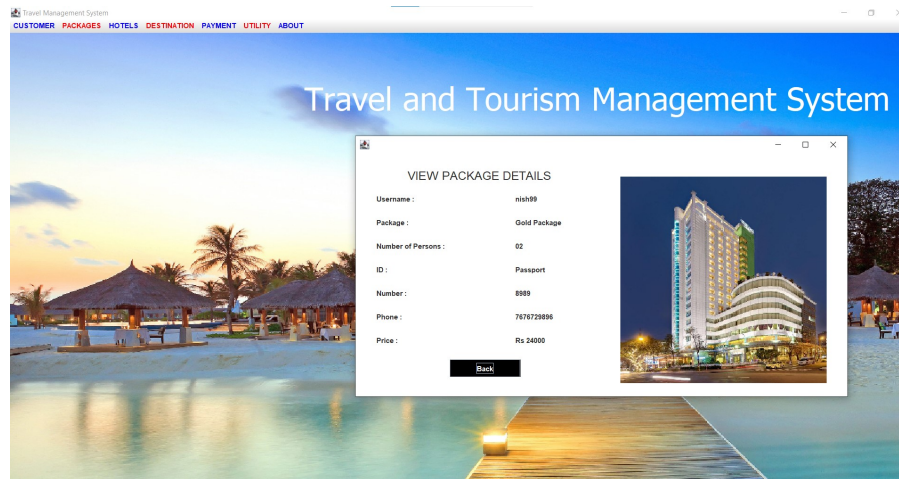 Travel Management System
CUSTOMER PACKAGES HOTELS DESTINATION PAYMENT UTILITY ABOUT
Travel and Tourism Management System
VIEW PACKAGE DETAILS
Username : nish99
Package : Gold Package
Number of Persons : 02
ID : Passport
Number : 8989
Phone : 7676729896
Price : Rs 24000
Back